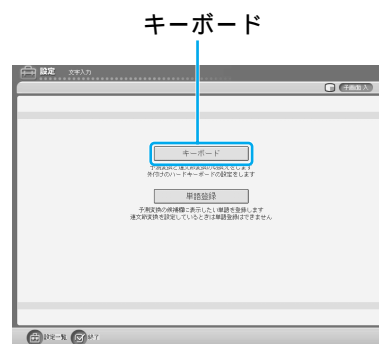 キーボード
設定 文字入力
子画面 入
キーボード
予測変換と連文節変換の切換えをします
外付けのハードキーボードの設定をします
単語登録
予測変換の候補欄に表示したい単語を登録します
連文節変換を設定しているときは単語登録はできません
設定一覧 終了